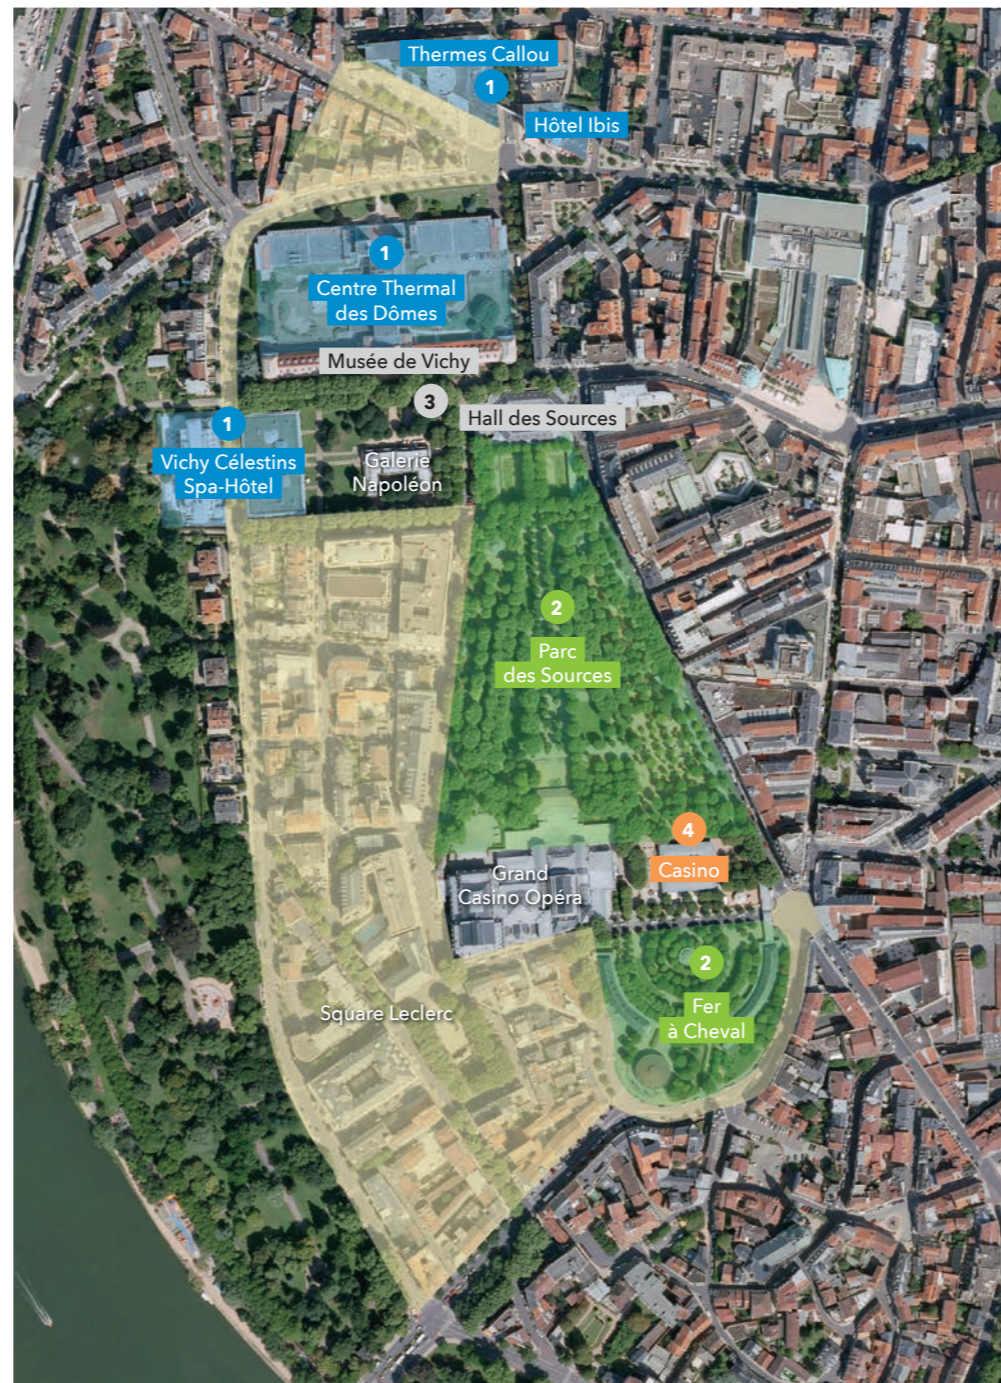 Thermes Callou
1
Hôtel Ibis
1
Centre Thermal
des Dômes
Musée de Vichy
3
1
Hall des Sources
Vichy Célestins
Spa-Hôtel
Galerie
Napoléon
2
Parc
des Sources
4
Casino
Grand
Casino Opéra
2
Fer
à Cheval
Square Leclerc